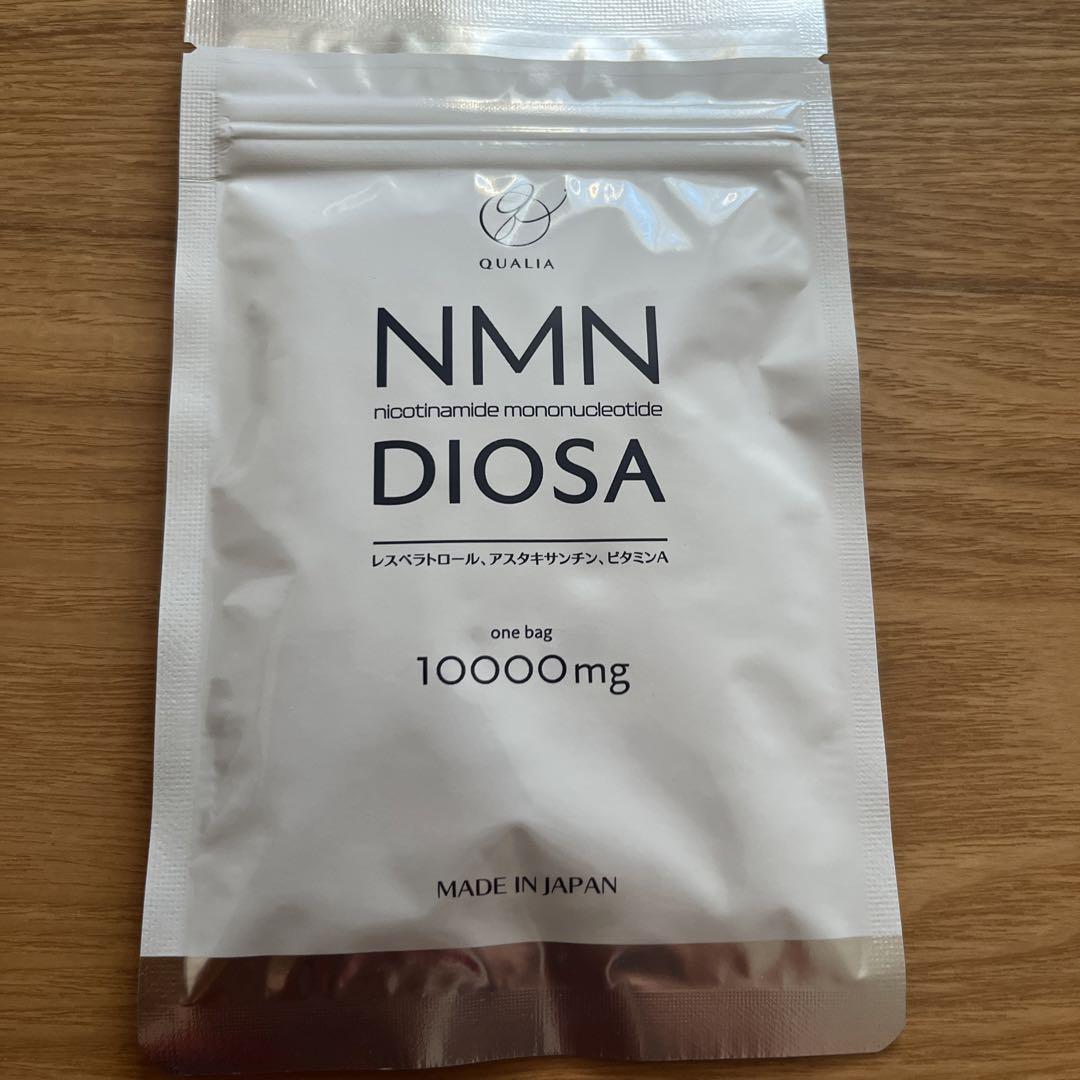 QUALIA
NMN
nicotinamide mononucleotide
DIOSA
レスベラトロール、アスタキサンチン、ビタミンA
one bag
10000mg
MADE IN JAPAN